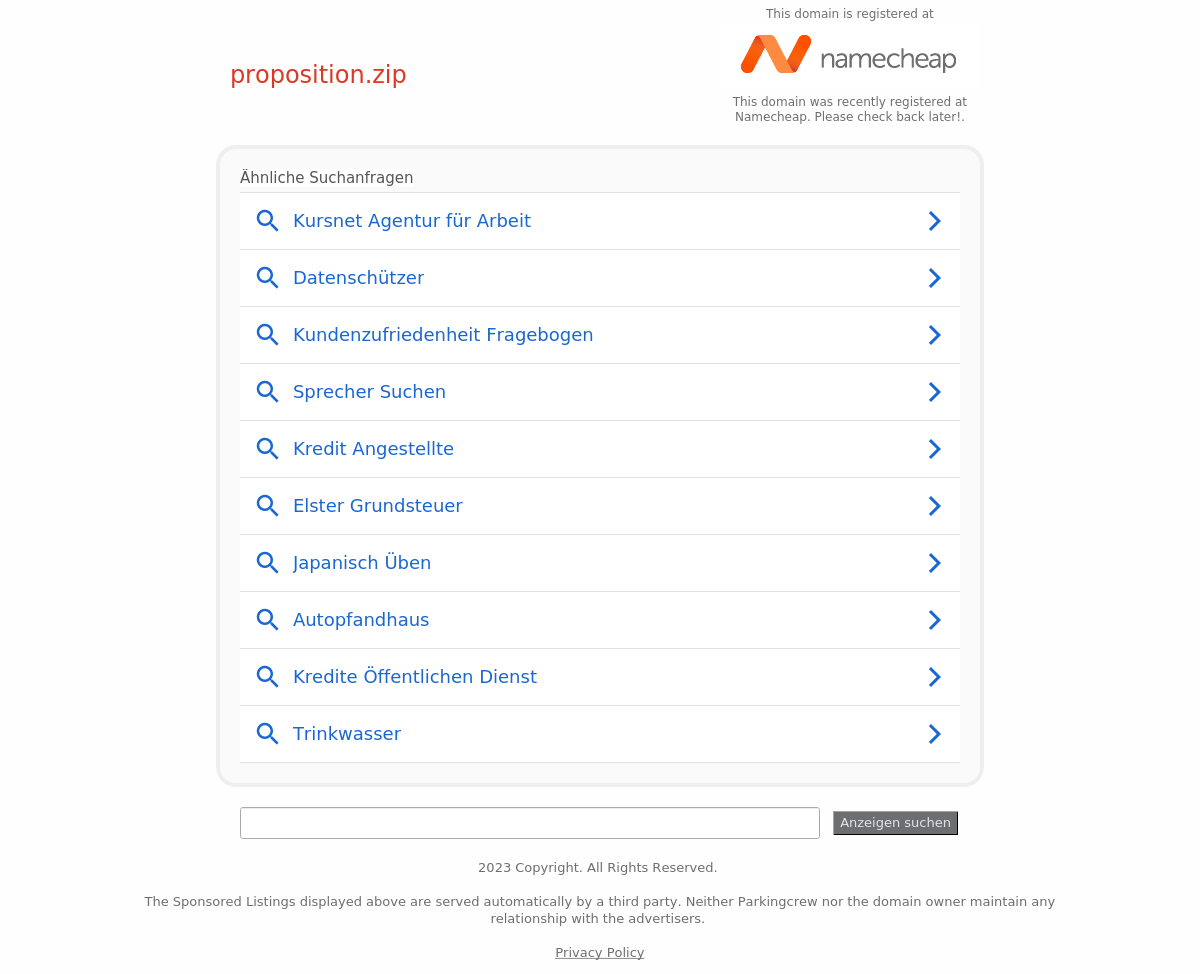 This domain is registered at
namecheap
proposition.zip
This domain was recently registered at
Namecheap. Please check back later!.
Ähnliche Suchanfragen
Kursnet Agentur für Arbeit
Datenschützer
Kundenzufriedenheit Fragebogen
Sprecher Suchen
Kredit Angestellte
Elster Grundsteuer
Japanisch Üben
Autopfandhaus
Kredite Öffentlichen Dienst
Trinkwasser
Anzeigen suchen
2023 Copyright. All Rights Reserved.
The Sponsored Listings displayed above are served automatically by a third party. Neither Parkingcrew nor the domain owner maintain any
relationship with the advertisers.
Privacy Policy